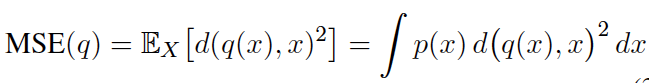 MSE(q) = 𝔼_X[d(q(x), x)²] = ∫ p(x) d(q(x), x)² dx